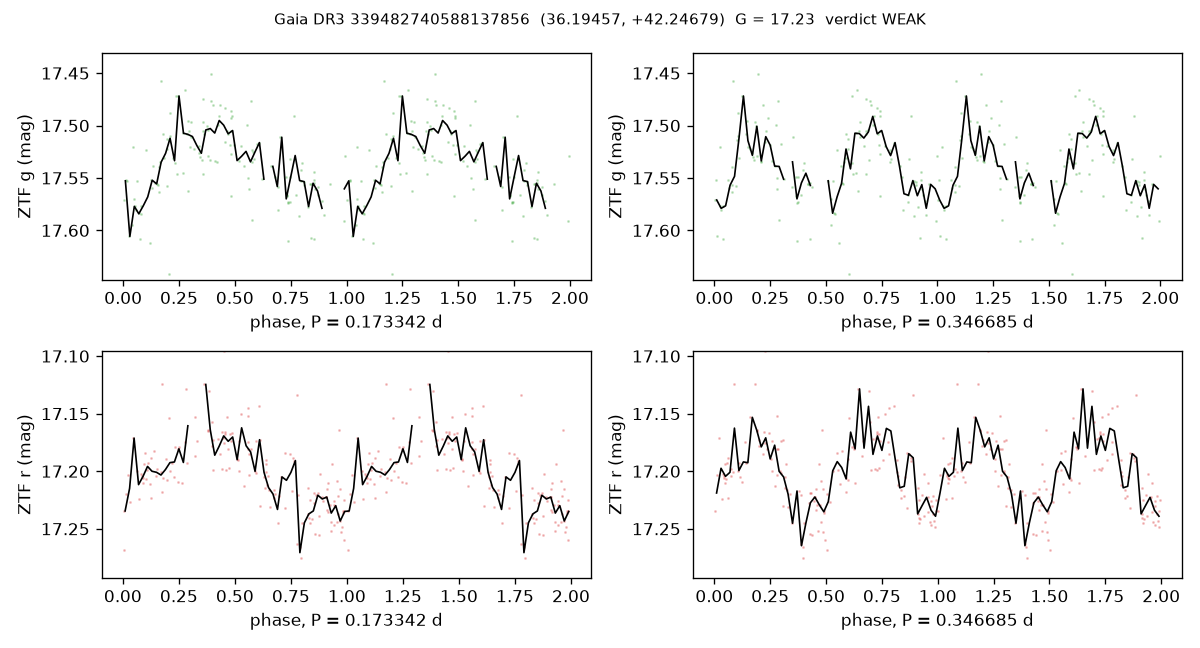 Gaia DR3 339482740588137856 (36.19457, +42.24679) G = 17.23 verdict WEAK
ZTF g (mag)
17.45
17.50
17.55
17.60
0.00 0.25 0.50 0.75 1.00 1.25 1.50 1.75 2.00
phase, P = 0.173342 d
ZTF g (mag)
17.45
17.50
17.55
17.60
0.00 0.25 0.50 0.75 1.00 1.25 1.50 1.75 2.00
phase, P = 0.346685 d
ZTF r (mag)
17.10
17.15
17.20
17.25
0.00 0.25 0.50 0.75 1.00 1.25 1.50 1.75 2.00
phase, P = 0.173342 d
ZTF r (mag)
17.10
17.15
17.20
17.25
0.00 0.25 0.50 0.75 1.00 1.25 1.50 1.75 2.00
phase, P = 0.346685 d